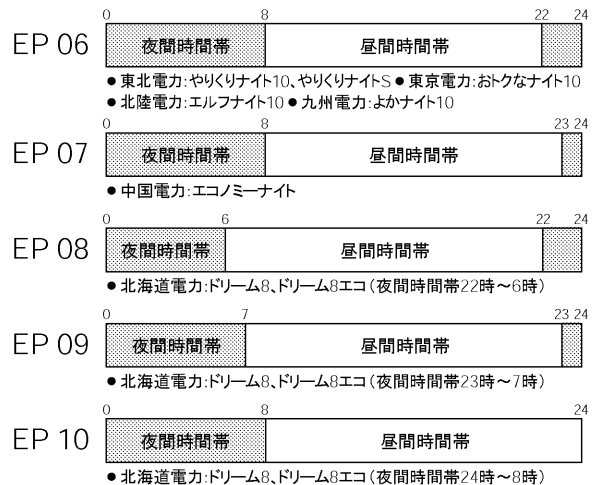 0 8 22 24
EP 06 夜間時間帯 昼間時間帯
●東北電力:やりくりナイト10、やりくりナイトS ●東京電力:おトクなナイト10
●北陸電力:エルフナイト10 ●九州電力:よかナイト10
0 8 23 24
EP 07 夜間時間帯 昼間時間帯
●中国電力:エコノミーナイト
0 6 22 24
EP 08 夜間時間帯 昼間時間帯
●北海道電力:ドリーム8、ドリーム8エコ(夜間時間帯22時~6時)
0 7 23 24
EP 09 夜間時間帯 昼間時間帯
●北海道電力:ドリーム8、ドリーム8エコ(夜間時間帯23時~7時)
0 8 24
EP 10 夜間時間帯 昼間時間帯
●北海道電力:ドリーム8、ドリーム8エコ(夜間時間帯24時~8時)